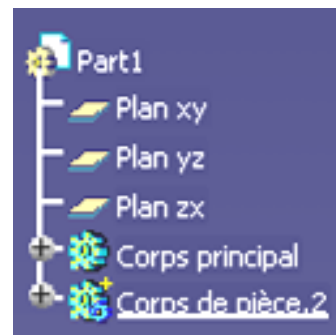 Part1
Plan xy
Plan yz
Plan zx
Corps principal
Corps de pièce.2